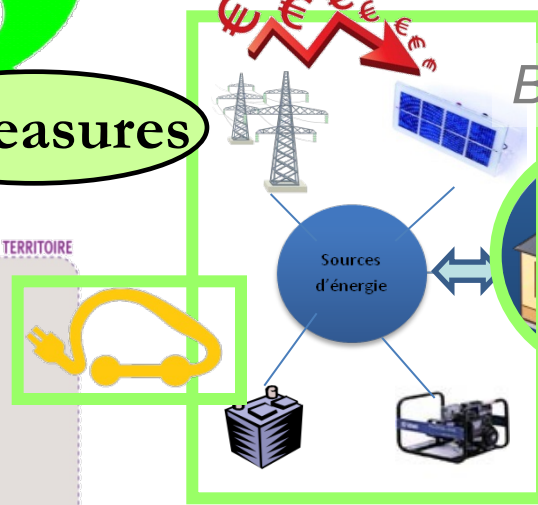 € € € € € € €
B
easures
TERRITOIRE
Sources
d'énergie